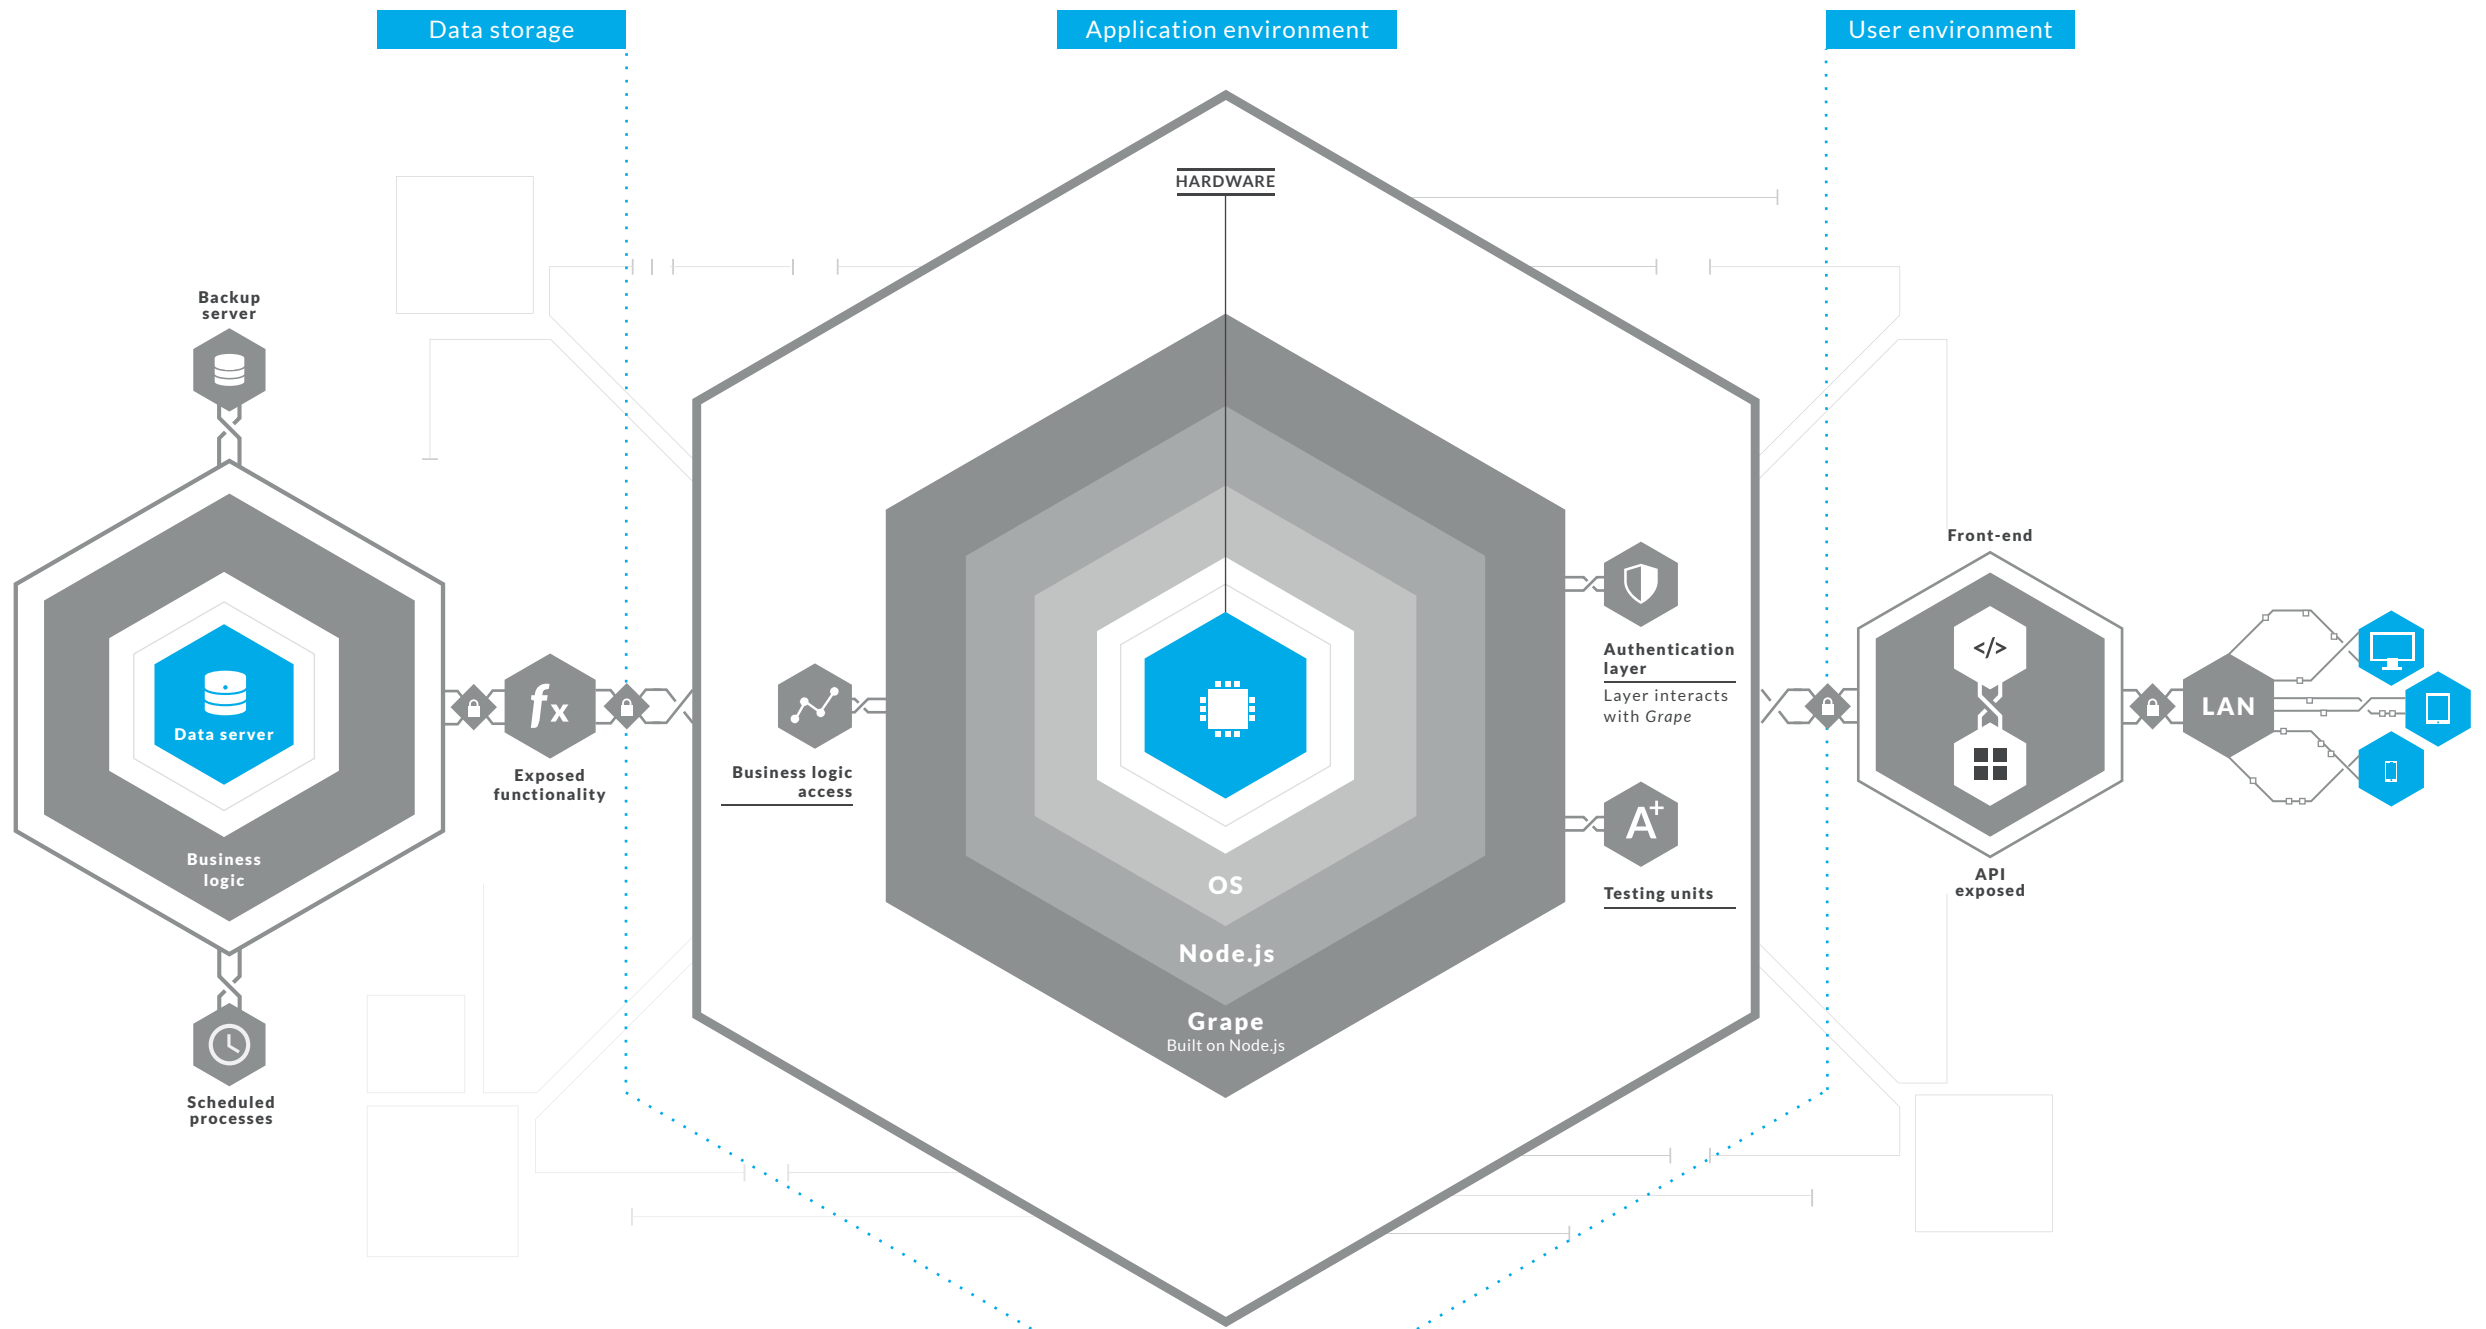 Data storage
Application environment
User environment
HARDWARE
Backup
server
Data server
Business
logic
Scheduled
processes
fx
Exposed
functionality
Business logic
access
OS
Node.js
Grape
Built on Node.js
Authentication
layer
Layer interacts
with Grape
A+
Testing units
Front-end
</>
API
exposed
LAN